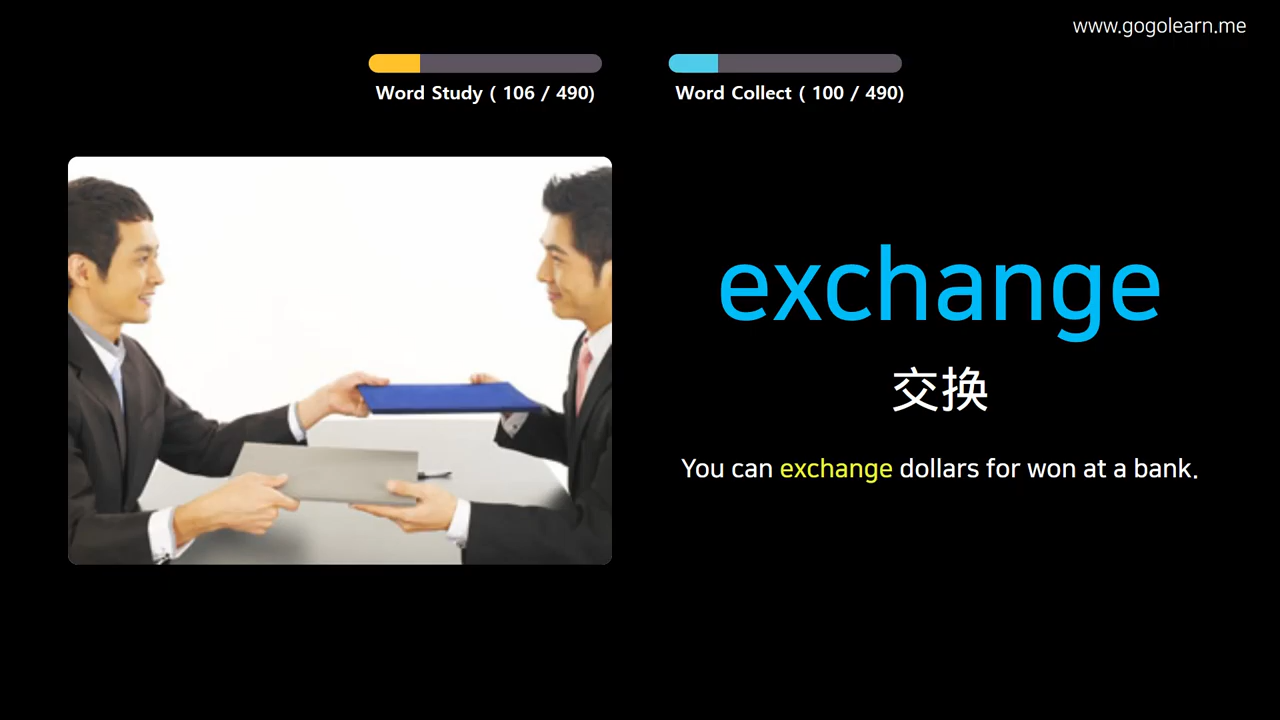 www.gogolearn.me
Word Study ( 106 / 490)
Word Collect ( 100 / 490)
exchange
交换
You can exchange dollars for won at a bank.